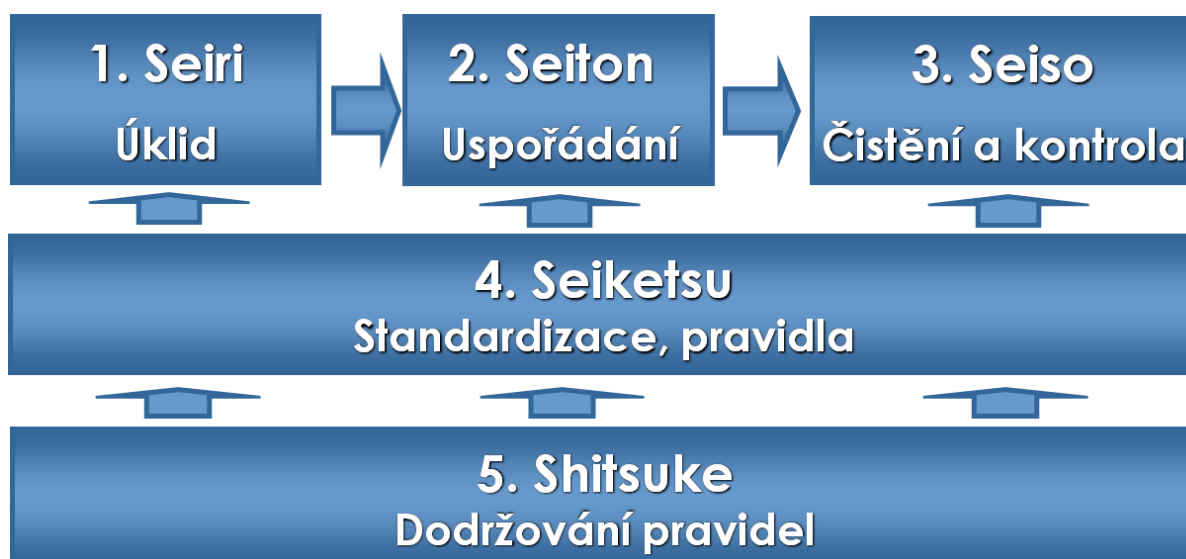 1. Seiri
Úklid
2. Seiton
Uspořádání
3. Seiso
Čistění a kontrola
4. Seiketsu
Standardizace, pravidla
5. Shitsuke
Dodržování pravidel